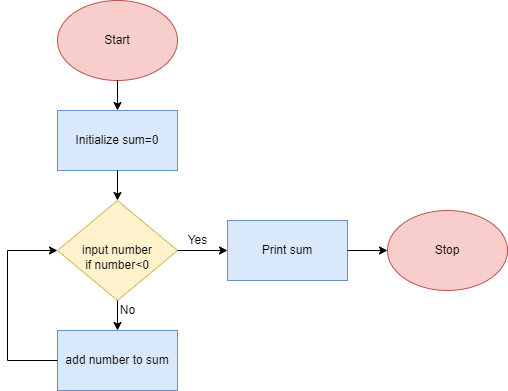 Start
Initialize sum=0
input number
if number<0
Yes
Print sum
Stop
No
add number to sum